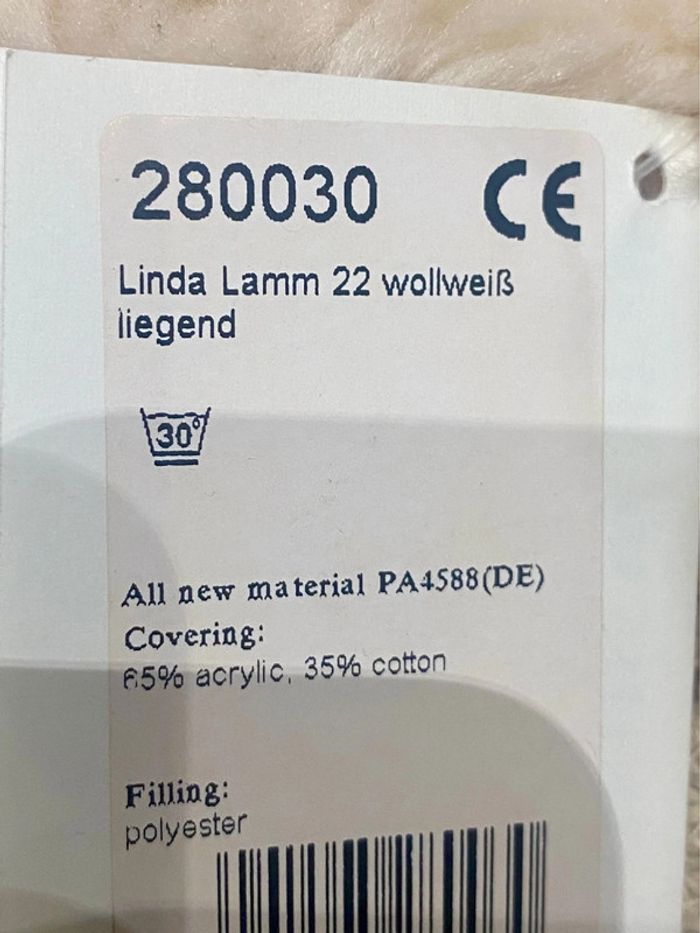 280030 CE
Linda Lamm 22 wollweiß
liegend
30°
All new material PA4588(DE)
Covering:
65% acrylic, 35% cotton
Filling:
polyester